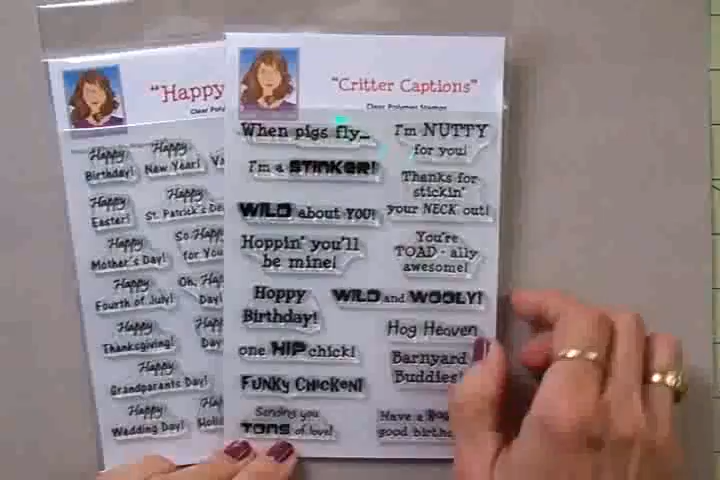 "Happy
Clear Poly
Happy
Birthday!
Happy
New Year!
Happy
Easter!
Happy
St. Patrick's
Happy
Mother's Day!
So Happy
for You
Happy
Fourth of July!
Oh,
Day!
Happy
Thanksgiving!
Happy
Grandparents Day!
Happy
Wedding Day!
"Critter Captions"
Clear Polymer Stamps
When pigs fly...
I'm NUTTY
for you!
I'm a STINKER!
Thanks for
stickin'
your NECK out!
WILD about YOU!
Hoppin' you'll
be mine!
You're
TOAD - ally
awesome!
Hoppy
Birthday!
WILD and WOOLY!
Hog Heaven
one HIP chick!
Barnyard
Buddies!
FUNKY CHICKEN!
Sending you
TONS of love!
Have a
good